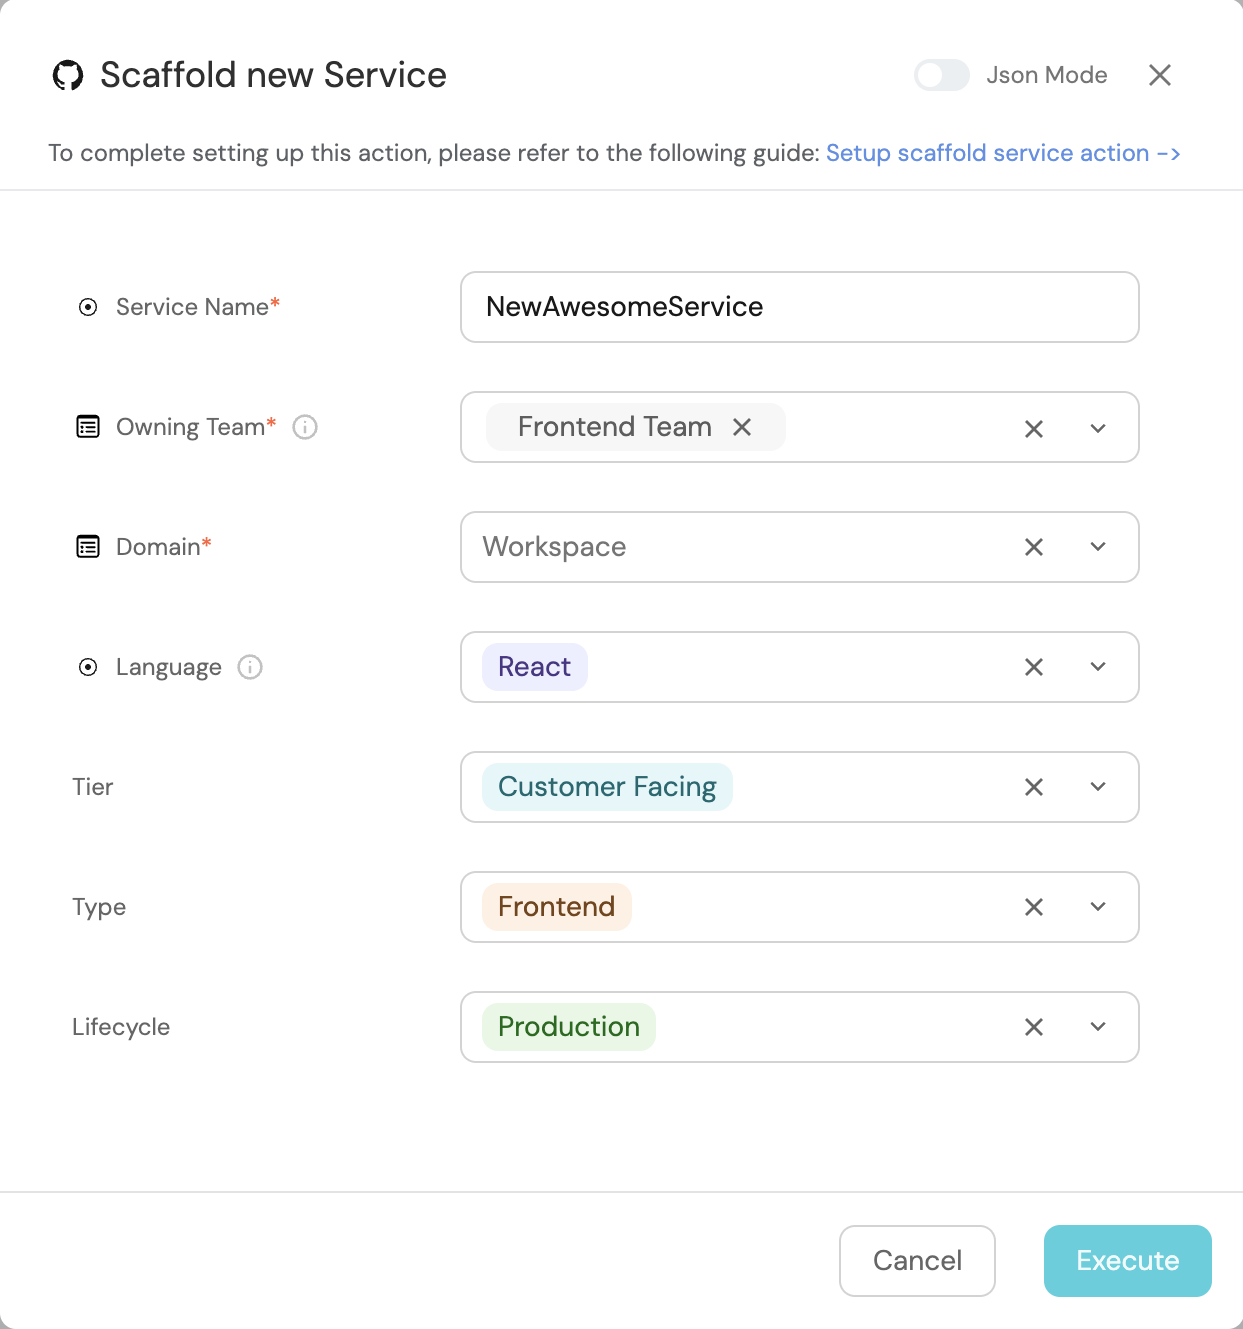 Scaffold new Service
Json Mode
To complete setting up this action, please refer to the following guide: Setup scaffold service action ->
Service Name* NewAwesomeService
Owning Team* Frontend Team
Domain* Workspace
Language React
Tier Customer Facing
Type Frontend
Lifecycle Production
Cancel Execute